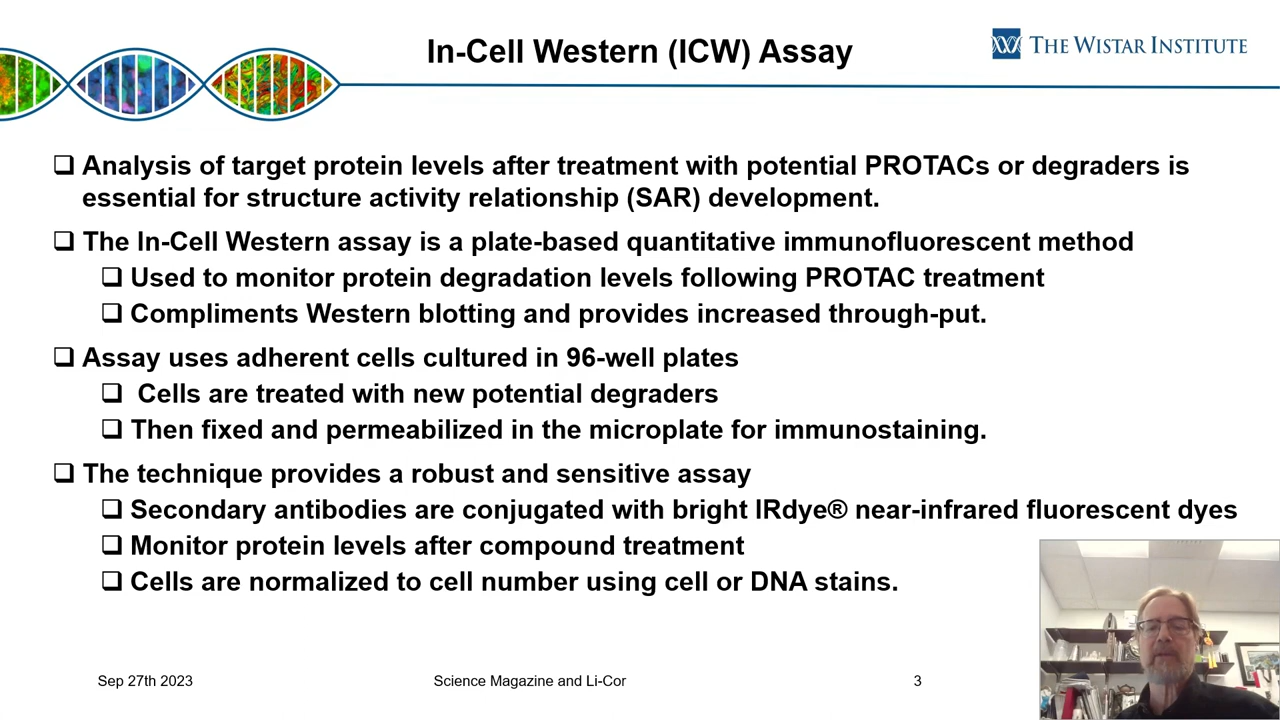 In-Cell Western (ICW) Assay
THE WISTAR INSTITUTE
❑ Analysis of target protein levels after treatment with potential PROTACs or degraders is
essential for structure activity relationship (SAR) development.
❑ The In-Cell Western assay is a plate-based quantitative immunofluorescent method
❑ Used to monitor protein degradation levels following PROTAC treatment
❑ Compliments Western blotting and provides increased through-put.
❑ Assay uses adherent cells cultured in 96-well plates
❑ Cells are treated with new potential degraders
❑ Then fixed and permeabilized in the microplate for immunostaining.
❑ The technique provides a robust and sensitive assay
❑ Secondary antibodies are conjugated with bright IRdye® near-infrared fluorescent dyes
❑ Monitor protein levels after compound treatment
❑ Cells are normalized to cell number using cell or DNA stains.
Sep 27th 2023
Science Magazine and Li-Cor
3